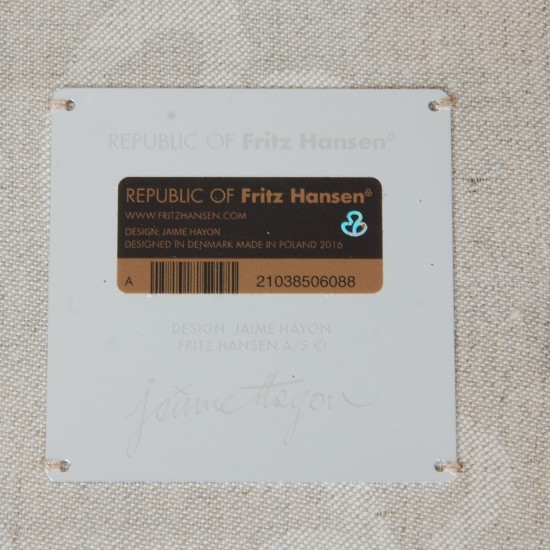 REPUBLIC OF Fritz Hansen®
REPUBLIC OF Fritz Hansen®
WWW.FRITZHANSEN.COM
DESIGN: JAIME HAYON
DESIGNED IN DENMARK MADE IN POLAND 2016
A 21038506088
DESIGN: JAIME HAYON
FRITZ HANSEN A/S ©
jaime Hayon